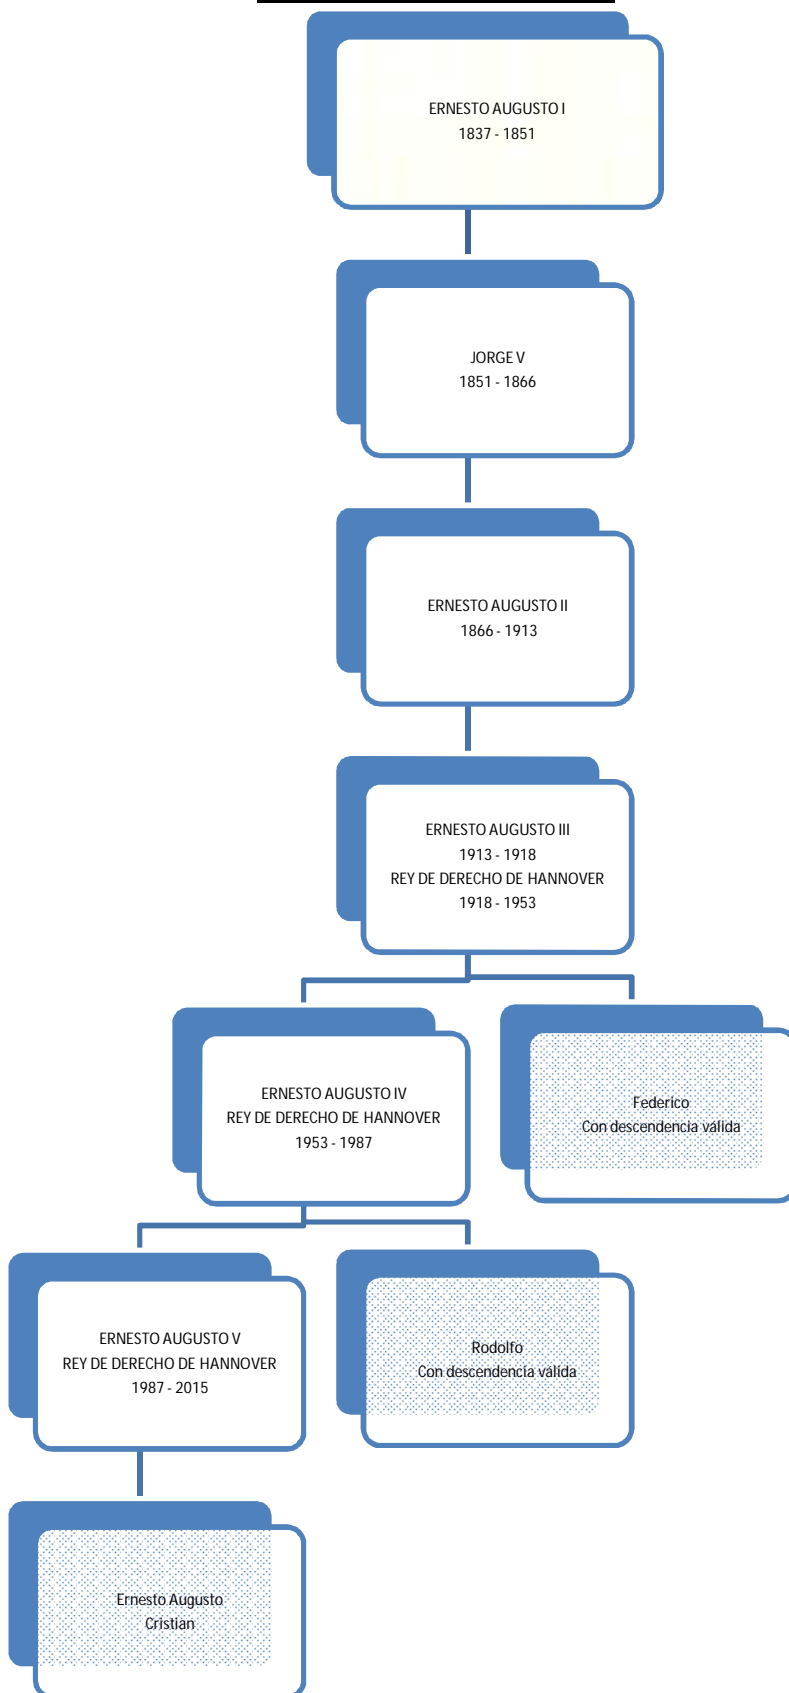 ERNESTO AUGUSTO I
1837 - 1851
JORGE V
1851 - 1866
ERNESTO AUGUSTO II
1866 - 1913
ERNESTO AUGUSTO III
1913 - 1918
REY DE DERECHO DE HANNOVER
1918 - 1953
ERNESTO AUGUSTO IV
REY DE DERECHO DE HANNOVER
1953 - 1987
Federico
Con descendencia válida
ERNESTO AUGUSTO V
REY DE DERECHO DE HANNOVER
1987 - 2015
Rodolfo
Con descendencia válida
Ernesto Augusto
Cristian